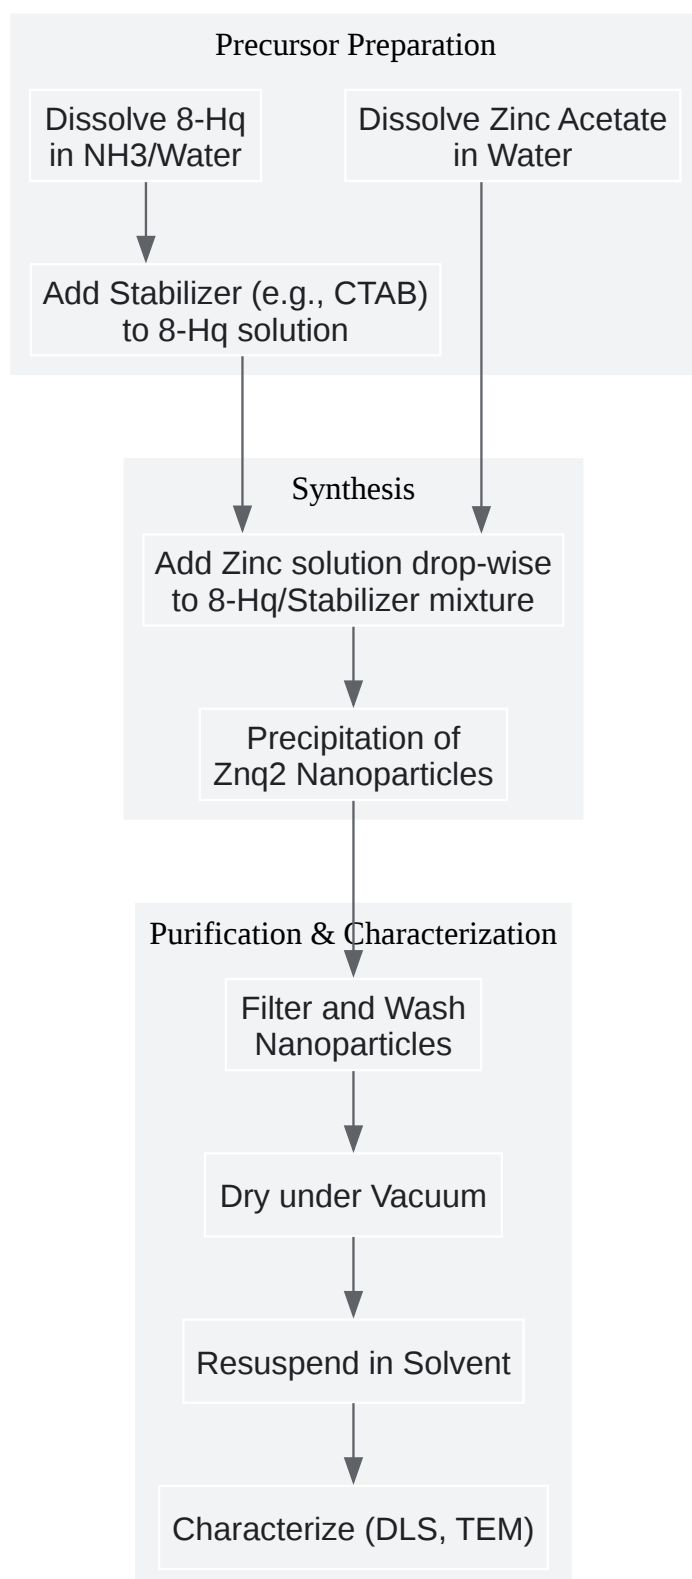 Precursor Preparation
Dissolve 8-Hq
in NH3/Water
Dissolve Zinc Acetate
in Water
Add Stabilizer (e.g., CTAB)
to 8-Hq solution
Synthesis
Add Zinc solution drop-wise
to 8-Hq/Stabilizer mixture
Precipitation of
Znq2 Nanoparticles
Purification & Characterization
Filter and Wash
Nanoparticles
Dry under Vacuum
Resuspend in Solvent
Characterize (DLS, TEM)